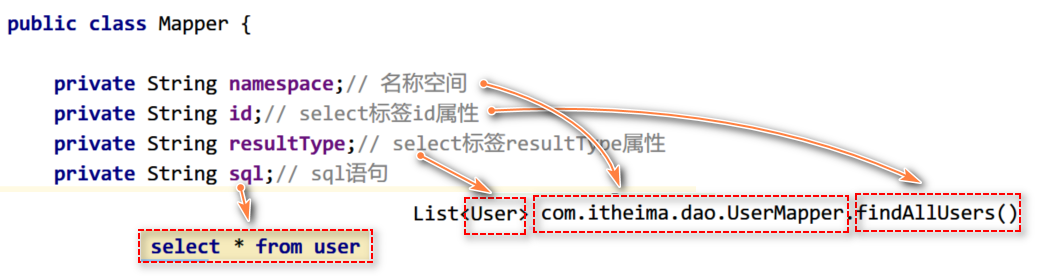 public class Mapper {
private String namespace;// 名称空间
private String id;// select标签id属性
private String resultType;// select标签resultType属性
private String sql;// sql语句
List<User> com.itheima.dao.UserMapper.findAllUsers()
select * from user